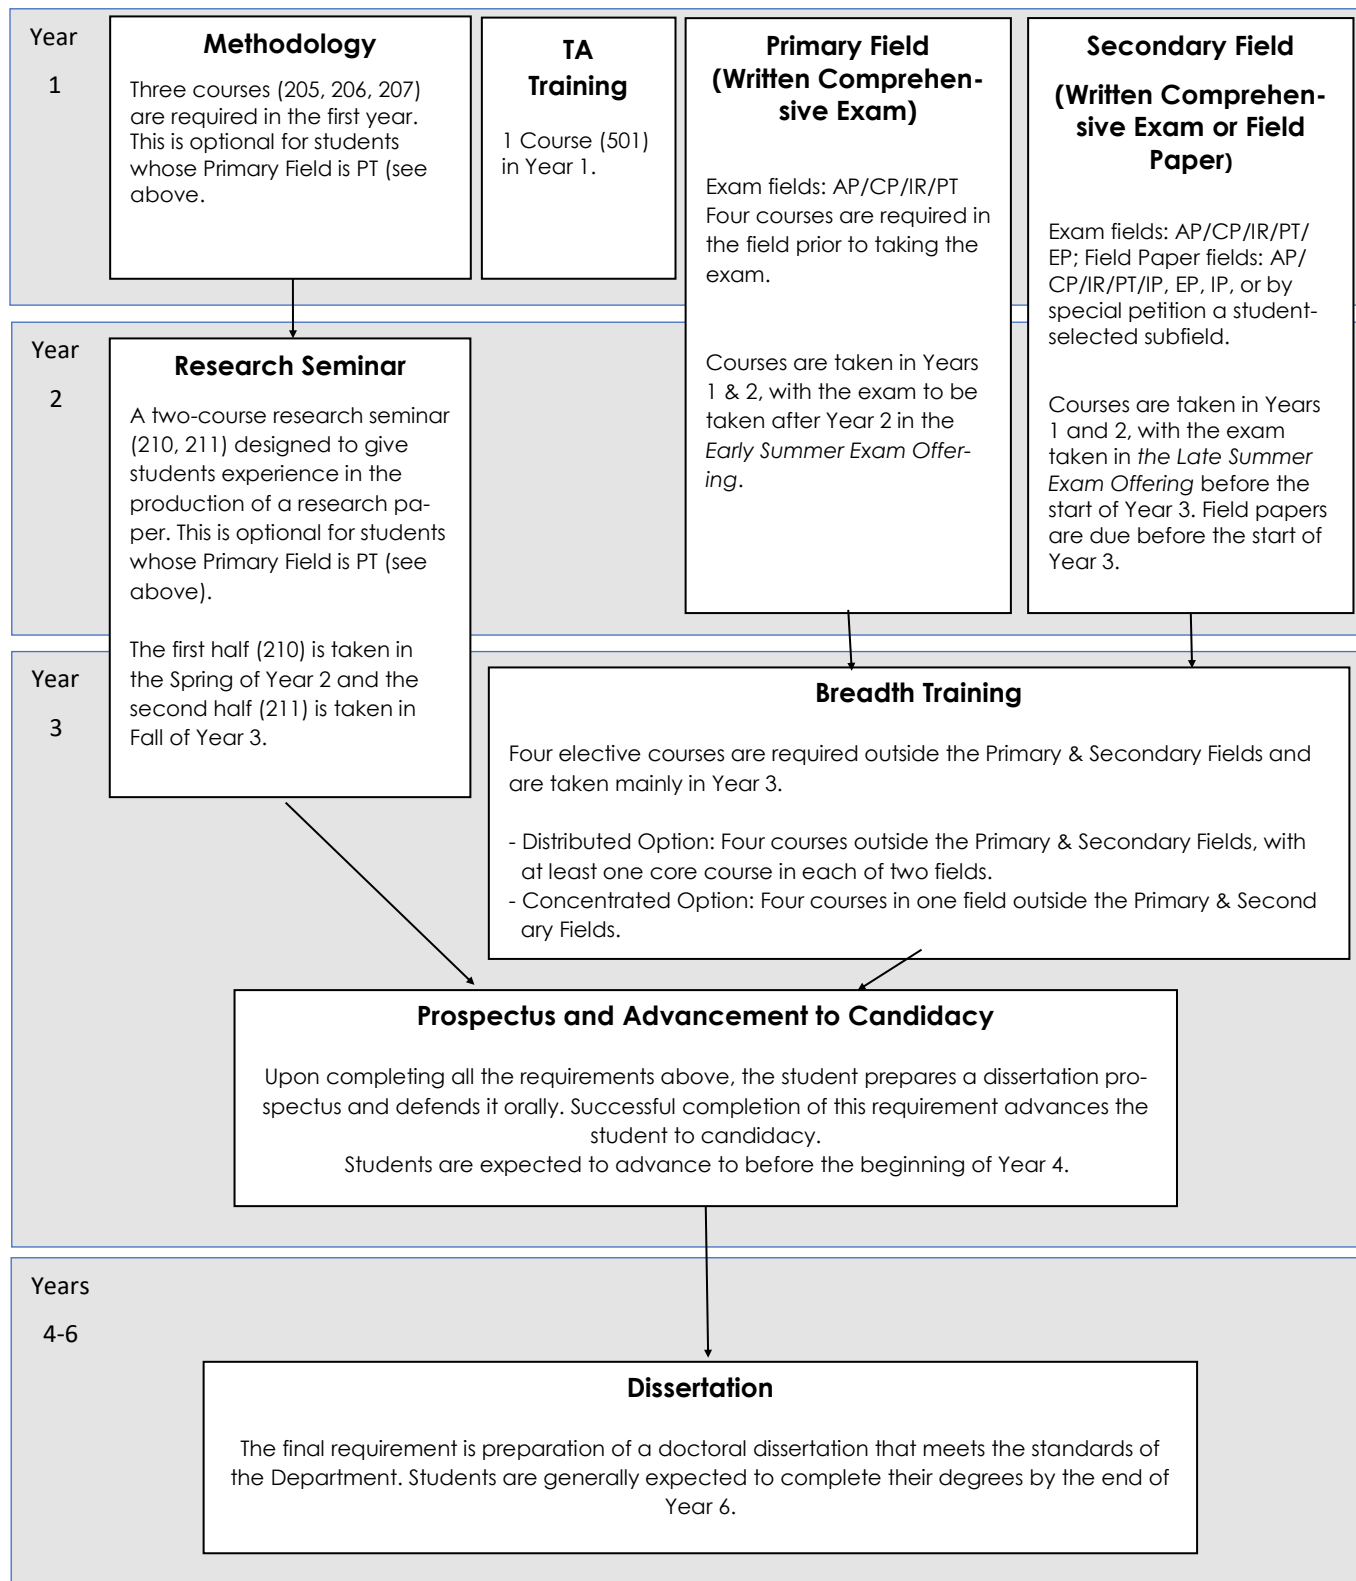 Year
1
Methodology
Three courses (205, 206, 207)
are required in the first year.
This is optional for students
whose Primary Field is PT (see
above.
TA
Training
1 Course (501)
in Year 1.
Primary Field
(Written Comprehen-
sive Exam)
Exam fields: AP/CP/IR/PT
Four courses are required in
the field prior to taking the
exam.
Courses are taken in Years
1 & 2, with the exam to be
taken after Year 2 in the
Early Summer Exam Offer-
ing.
Secondary Field
(Written Comprehen-
sive Exam or Field
Paper)
Exam fields: AP/CP/IR/PT/
EP; Field Paper fields: AP/
CP/IR/PT/IP, EP, IP, or by
special petition a student-
selected subfield.
Courses are taken in Years
1 and 2, with the exam
taken in the Late Summer
Exam Offering before the
start of Year 3. Field papers
are due before the start of
Year 3.
Year
2
Research Seminar
A two-course research seminar
(210, 211) designed to give
students experience in the
production of a research pa-
per. This is optional for students
whose Primary Field is PT (see
above).
The first half (210) is taken in
the Spring of Year 2 and the
second half (211) is taken in
Fall of Year 3.
Year
3
Breadth Training
Four elective courses are required outside the Primary & Secondary Fields and
are taken mainly in Year 3.
- Distributed Option: Four courses outside the Primary & Secondary Fields, with
at least one core course in each of two fields.
- Concentrated Option: Four courses in one field outside the Primary & Second
ary Fields.
Prospectus and Advancement to Candidacy
Upon completing all the requirements above, the student prepares a dissertation pro-
spectus and defends it orally. Successful completion of this requirement advances the
student to candidacy.
Students are expected to advance to before the beginning of Year 4.
Years
4-6
Dissertation
The final requirement is preparation of a doctoral dissertation that meets the standards of
the Department. Students are generally expected to complete their degrees by the end of
Year 6.